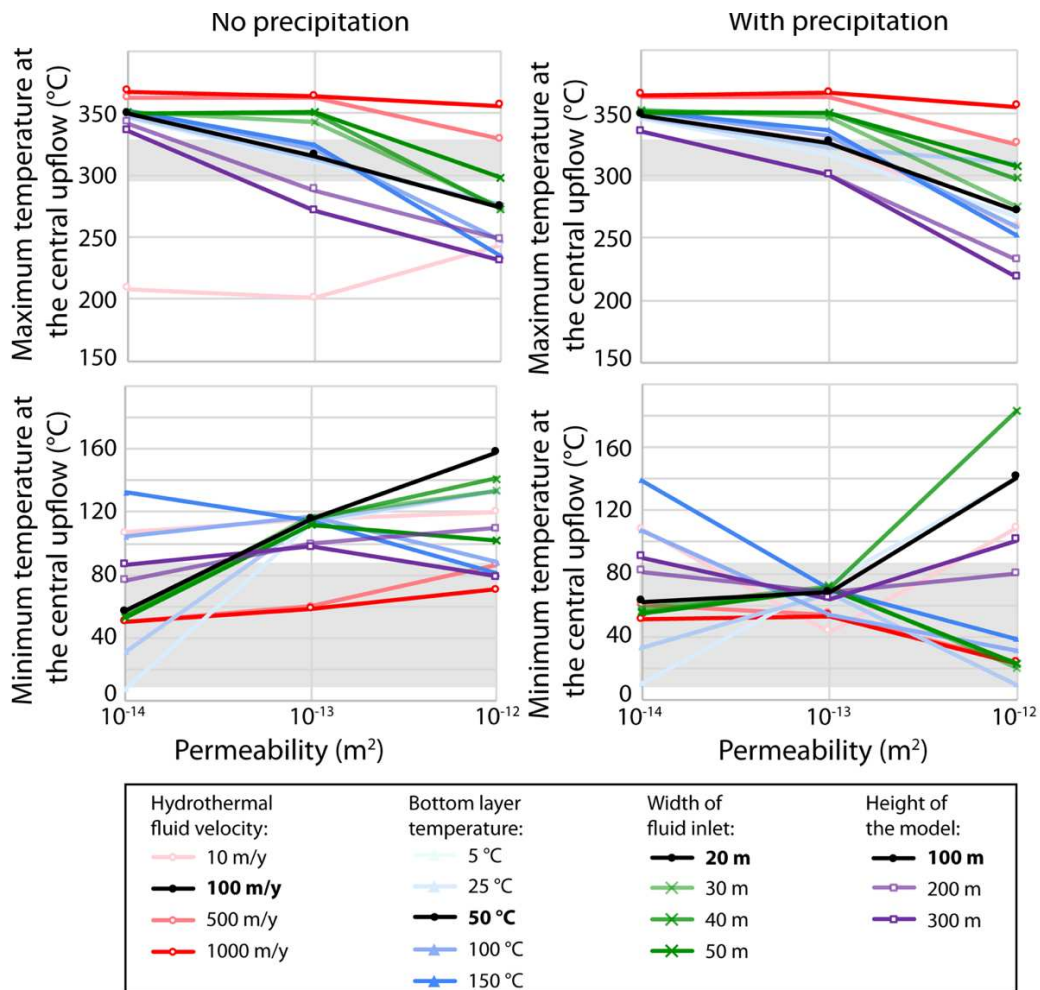 No precipitation
With precipitation
Maximum temperature at
the central upflow (°C)
350
300
250
200
150
Maximum temperature at
the central upflow (°C)
350
300
250
200
150
Minimum temperature at
the central upflow (°C)
160
120
80
40
0
10⁻¹⁴
10⁻¹³
10⁻¹²
Permeability (m²)
Minimum temperature at
the central upflow (°C)
160
120
80
40
0
10⁻¹⁴
10⁻¹³
10⁻¹²
Permeability (m²)
Hydrothermal
fluid velocity:
10 m/y
100 m/y
500 m/y
1000 m/y
Bottom layer
temperature:
5 °C
25 °C
50 °C
100 °C
150 °C
Width of
fluid inlet:
20 m
30 m
40 m
50 m
Height of
the model:
100 m
200 m
300 m